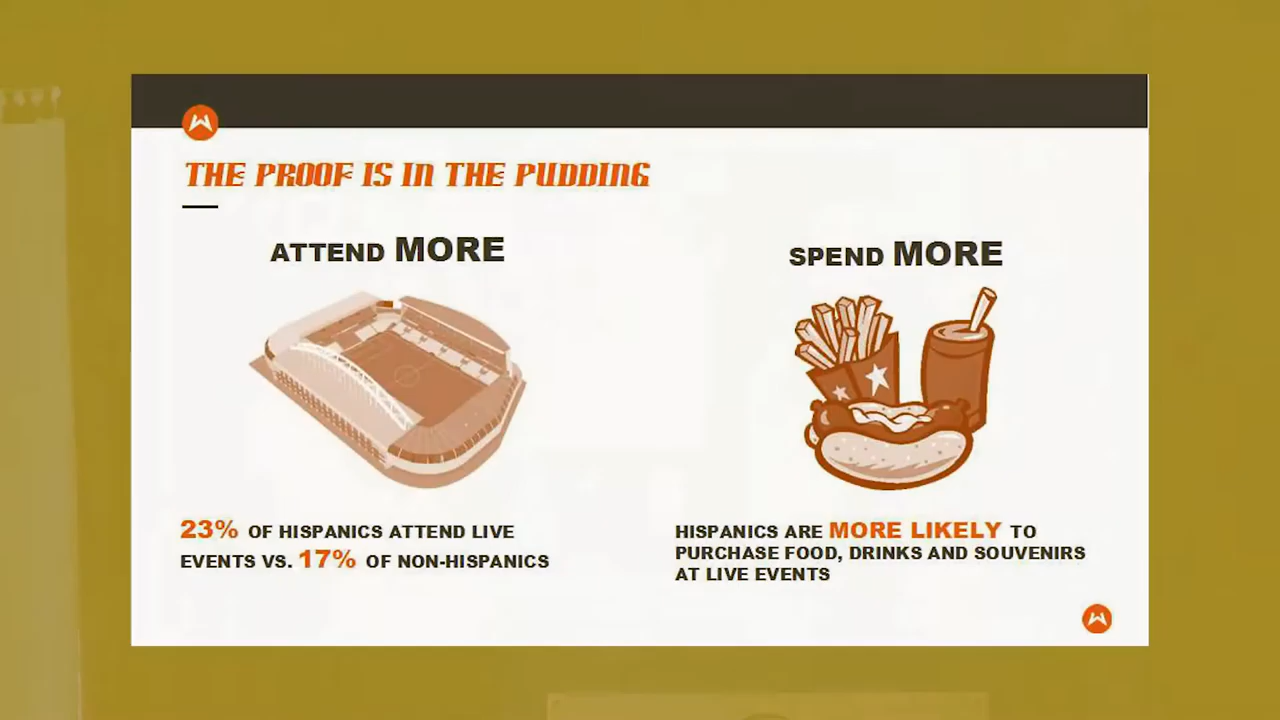 THE PROOF IS IN THE PUDDING
ATTEND MORE
SPEND MORE
23% OF HISPANICS ATTEND LIVE
EVENTS VS. 17% OF NON-HISPANICS
HISPANICS ARE MORE LIKELY TO
PURCHASE FOOD, DRINKS AND SOUVENIRS
AT LIVE EVENTS